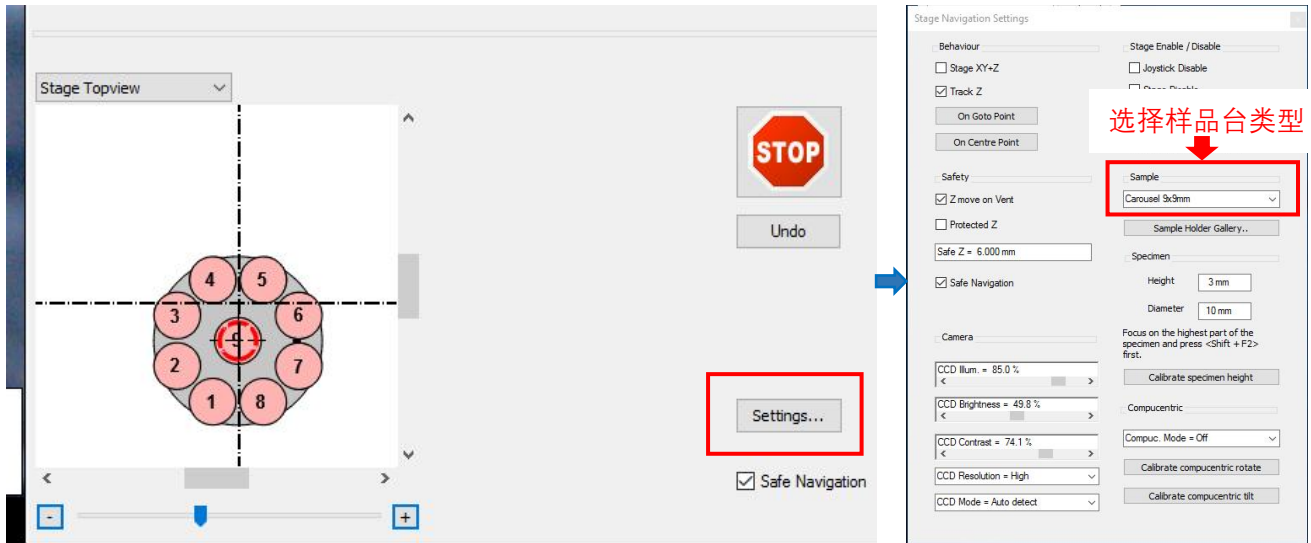 Stage Topview
4 5
3 6
9
2 7
1 8
- +
STOP
Undo
Settings...
Safe Navigation
Stage Navigation Settings
Behaviour
Stage XY+Z
Track Z
On Goto Point
On Centre Point
Safety
Z move on Vent
Protected Z
Safe Z = 6.000 mm
Safe Navigation
Camera
CCD Illum. = 85.0 %
CCD Brightness = 49.8 %
CCD Contrast = 74.1 %
CCD Resolution = High
CCD Mode = Auto detect
Stage Enable / Disable
Joystick Disable
选择样品台类型
Sample
Carousel 9x9mm
Sample Holder Gallery..
Specimen
Height 3 mm
Diameter 10 mm
Focus on the highest part of the
specimen and press <Shift + F2>
first.
Calibrate specimen height
Compucentric
Compuc. Mode = Off
Calibrate compucentric rotate
Calibrate compucentric tilt